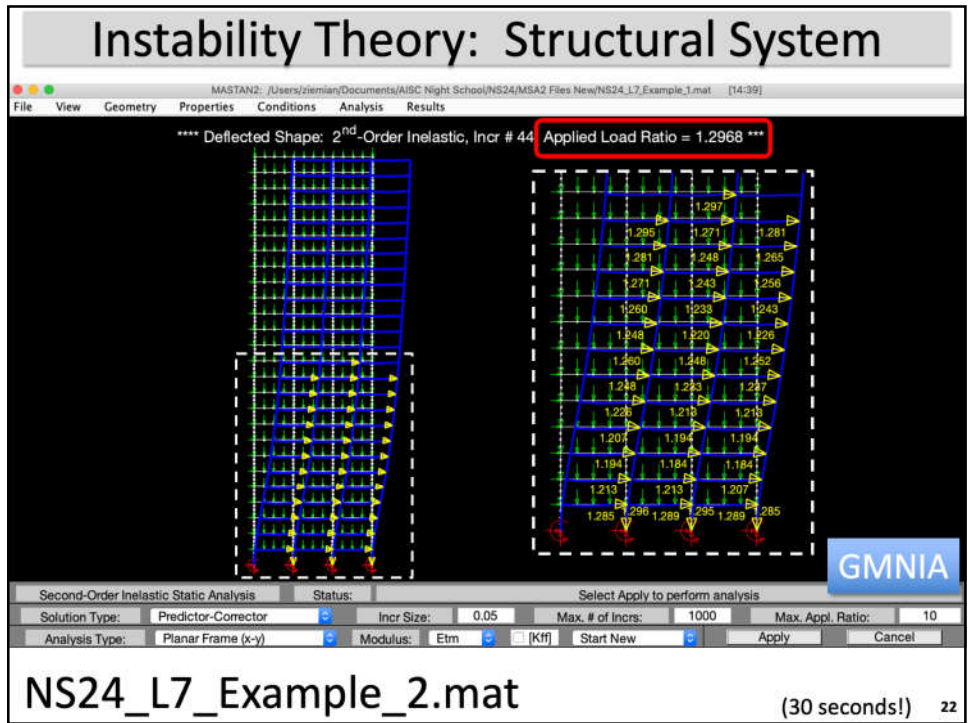 Instability Theory: Structural System
MASTAN2: /Users/ziemian/Documents/AISC Night School/NS24/MSA2 Files New/NS24_L7_Example_1.mat [14:39]
File View Geometry Properties Conditions Analysis Results
**** Deflected Shape: 2nd-Order Inelastic, Incr # 44, Applied Load Ratio = 1.2968 ***
1.297
1.295 1.271 1.281
1.281 1.248 1.265
1.271 1.243 1.256
1.260 1.233 1.243
1.248 1.220 1.226
1.260 1.248 1.252
1.248 1.233 1.237
1.226 1.213 1.213
1.207 1.194 1.194
1.194 1.184 1.184
1.213 1.213 1.207
1.285 1.296 1.289 1.295 1.289 1.285
GMNIA
Second-Order Inelastic Static Analysis Status: Select Apply to perform analysis
Solution Type: Predictor-Corrector Incr Size: 0.05 Max. # of Incrs: 1000 Max. Appl. Ratio: 10
Analysis Type: Planar Frame (x-y) Modulus: Etm [Kff] Start New Apply Cancel
NS24_L7_Example_2.mat
(30 seconds!) 22